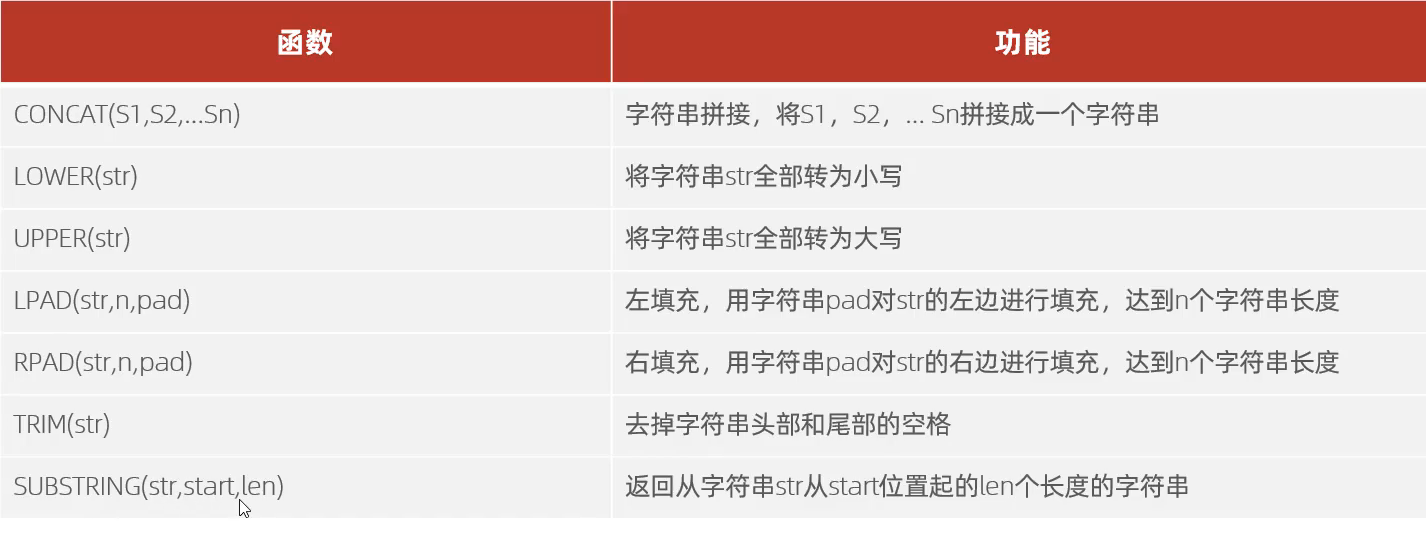 函数 功能
CONCAT(S1,S2,...Sn) 字符串拼接，将S1，S2，... Sn拼接成一个字符串
LOWER(str) 将字符串str全部转为小写
UPPER(str) 将字符串str全部转为大写
LPAD(str,n,pad) 左填充，用字符串pad对str的左边进行填充，达到n个字符串长度
RPAD(str,n,pad) 右填充，用字符串pad对str的右边进行填充，达到n个字符串长度
TRIM(str) 去掉字符串头部和尾部的空格
SUBSTRING(str,start,len) 返回从字符串str从start位置起的len个长度的字符串